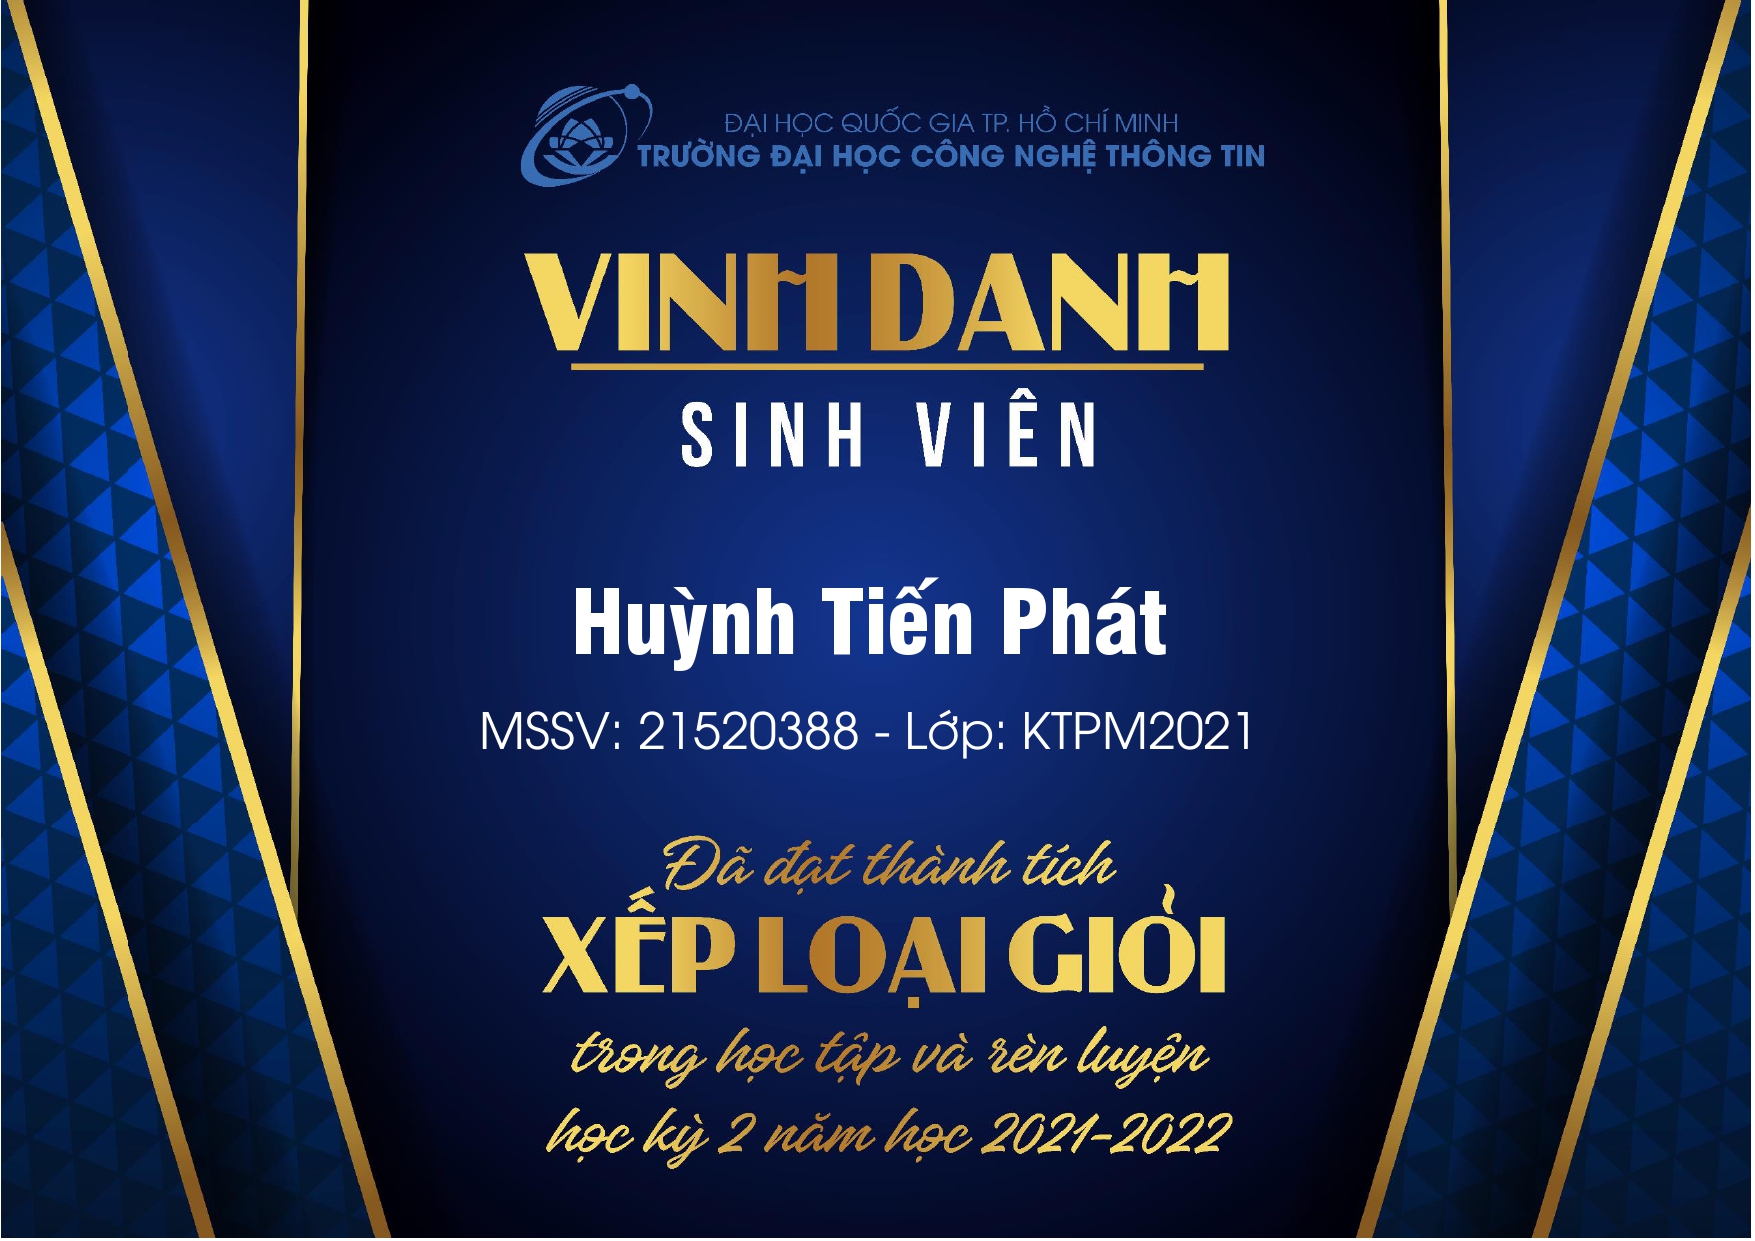 ĐẠI HỌC QUỐC GIA TP. HỒ CHÍ MINH
TRƯỜNG ĐẠI HỌC CÔNG NGHỆ THÔNG TIN
VINH DANH
SINH VIÊN
Huỳnh Tiến Phát
MSSV: 21520388 - Lớp: KTPM2021
Đã đạt thành tích
XẾP LOẠI GIỎI
trong học tập và rèn luyện
học kỳ 2 năm học 2021-2022